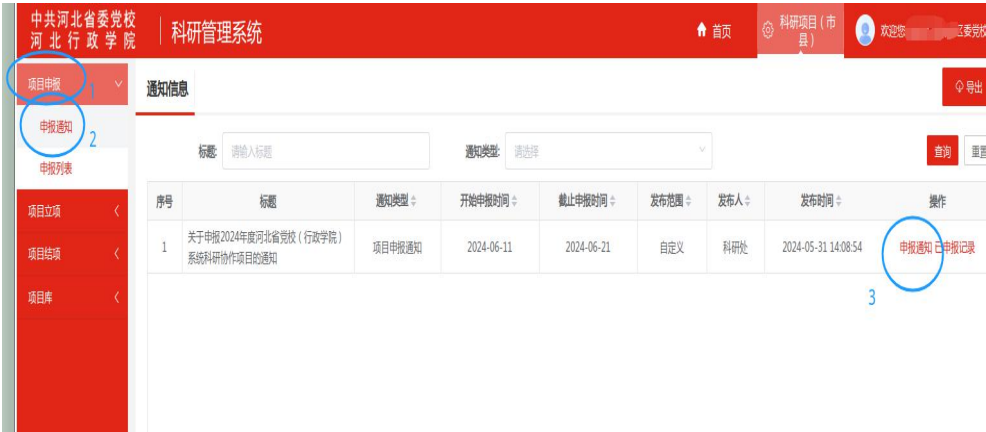 中共河北省委党校
河北行政学院
科研管理系统
首页
科研项目（市
县）
欢迎您
区委党校
项目申报
1
申报通知
2
申报列表
项目立项
项目结项
项目库
通知信息
导出
标题:
请输入标题
通知类型:
请选择
查询
重置
序号 标题 通知类型 开始申报时间 截止申报时间 发布范围 发布人 发布时间 操作
1 关于申报2024年度河北省党校（行政学院）
系统科研协作项目的通知
项目申报通知 2024-06-11 2024-06-21 自定义 科研处 2024-05-31 14:08:54 申报通知 已申报记录
3